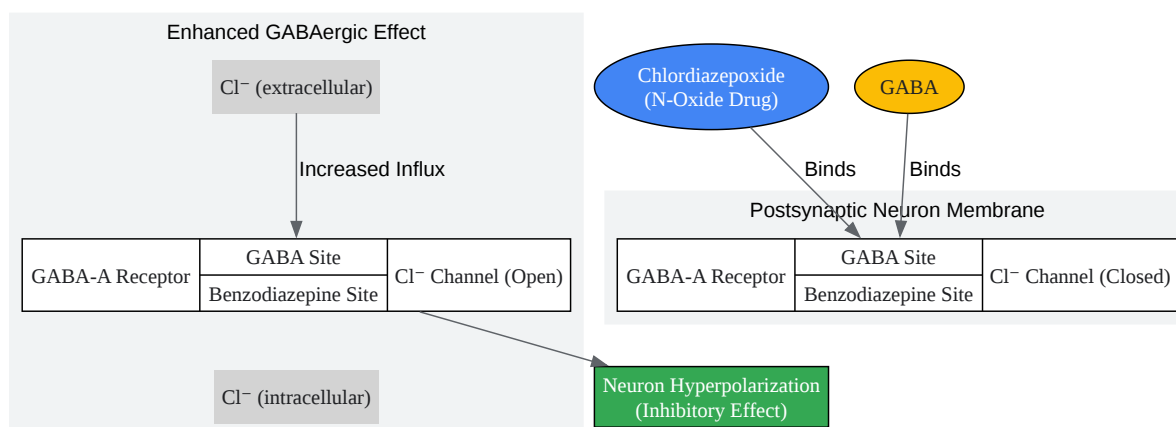 Enhanced GABAergic Effect
Cl⁻ (extracellular)
Increased Influx
GABA-A Receptor
GABA Site
Benzodiazepine Site
Cl⁻ Channel (Open)
Cl⁻ (intracellular)
Chlordiazepoxide
(N-Oxide Drug)
GABA
Binds
Binds
Postsynaptic Neuron Membrane
GABA-A Receptor
GABA Site
Benzodiazepine Site
Cl⁻ Channel (Closed)
Neuron Hyperpolarization
(Inhibitory Effect)